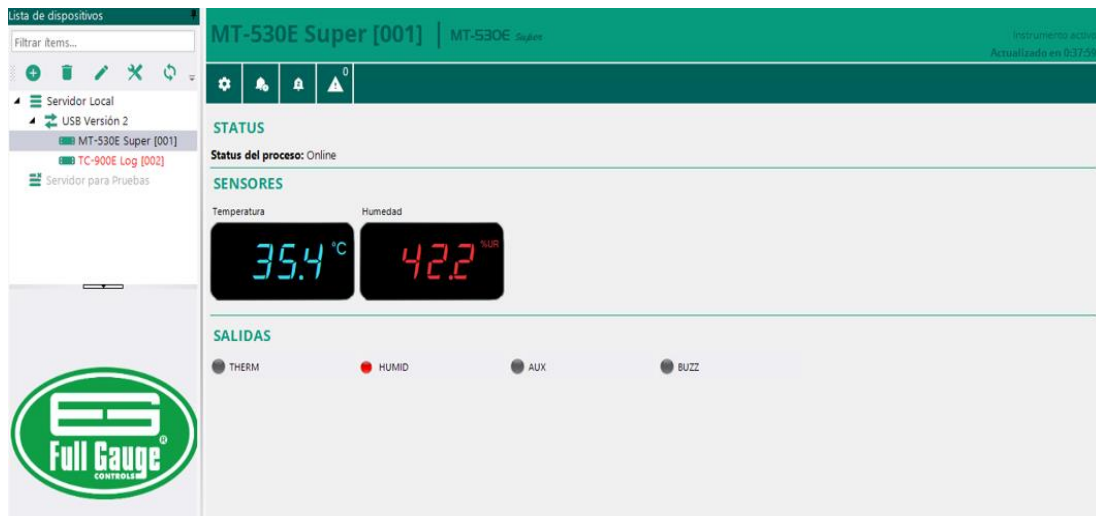 Lista de dispositivos
Filtrar ítems...
Servidor Local
USB Versión 2
MT-530E Super [001]
TC-900E Log [002]
Servidor para Pruebas
Full Gauge ®
CONTROLS
MT-530E Super [001] | MT-530E Super
Instrumento activo
Actualizado en 0:37:59
0
STATUS
Status del proceso: Online
SENSORES
Temperatura Humedad
35.4 °C 42.2 %UR
SALIDAS
THERM HUMID AUX BUZZ